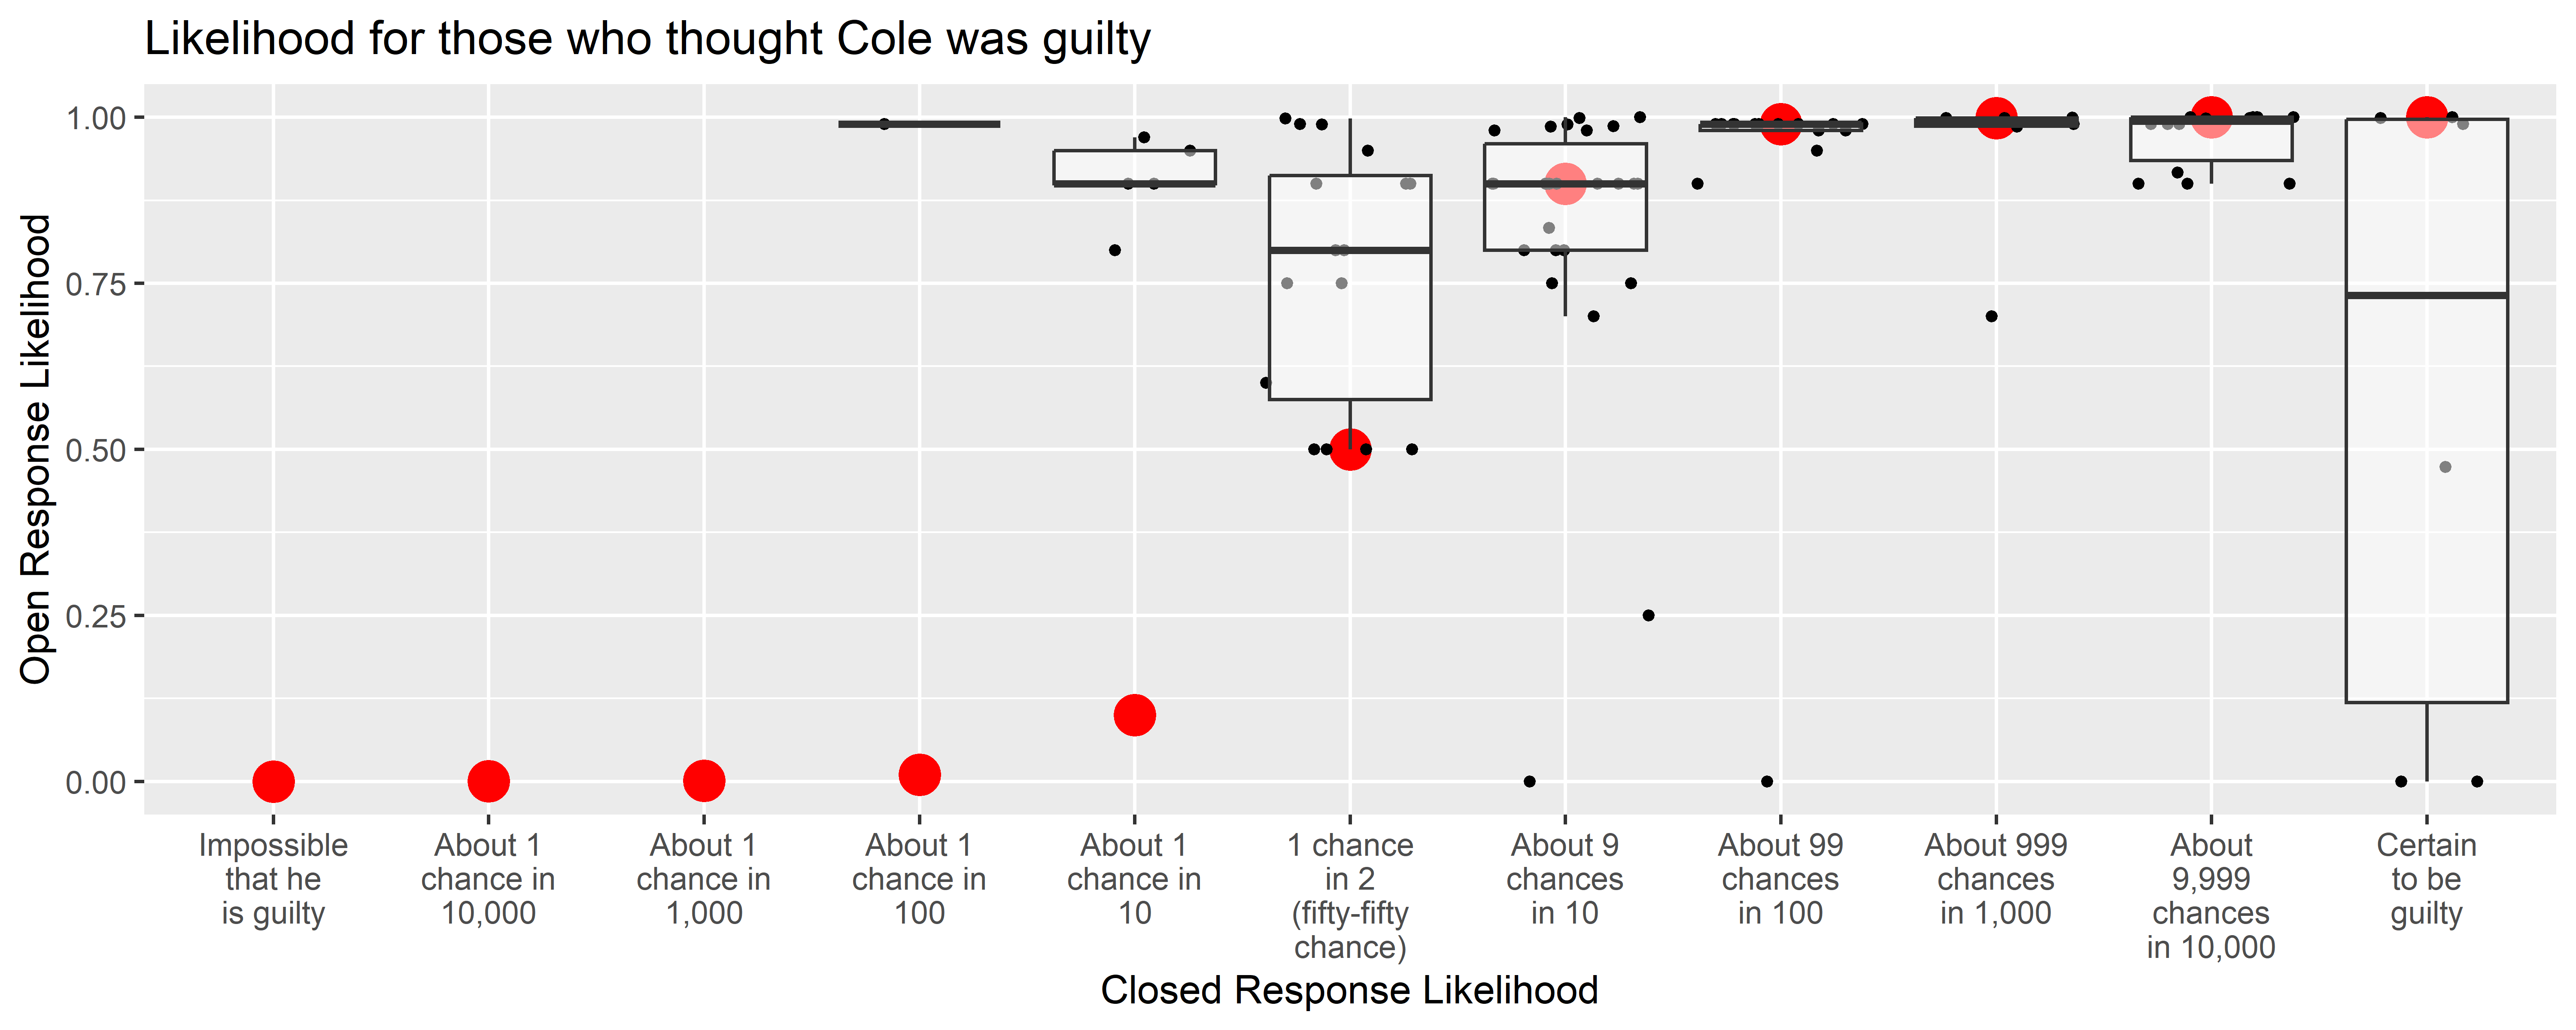 Likelihood for those who thought Cole was guilty
Open Response Likelihood
1.00
0.75
0.50
0.25
0.00
Impossible
that he
is guilty
About 1
chance in
10,000
About 1
chance in
1,000
About 1
chance in
100
About 1
chance in
10
1 chance
in 2
(fifty-fifty
chance)
About 9
chances
in 10
About 99
chances
in 100
About 999
chances
in 1,000
About
9,999
chances
in 10,000
Certain
to be
guilty
Closed Response Likelihood